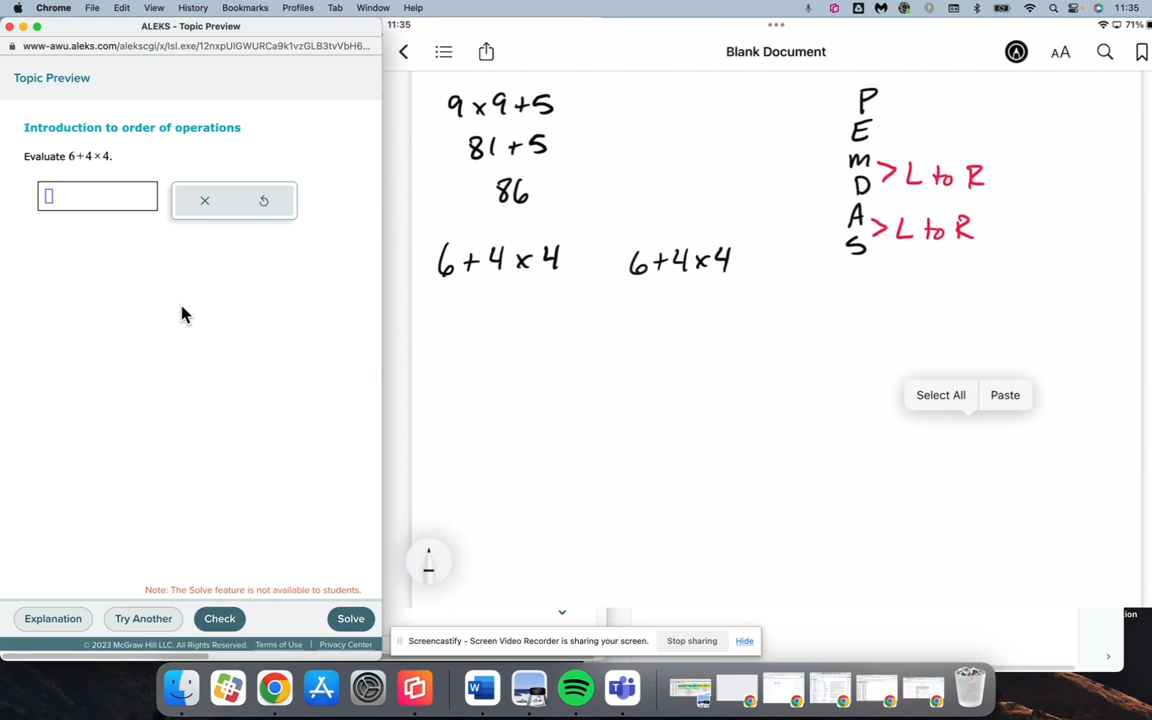 Chrome File Edit View History Bookmarks Profiles Tab Window Help 11:35
ALEKS - Topic Preview
www-awu.aleks.com/alekscgi/x/lsl.exe/12nxpUIGWURCa9k1vzGLB3tvVbH6...
Topic Preview
Introduction to order of operations
Evaluate 6+4×4.
Note: The Solve feature is not available to students.
Explanation Try Another Check Solve
© 2023 McGraw Hill LLC. All Rights Reserved. Terms of Use | Privacy Center
11:35 71%
Blank Document
AA
9 × 9 + 5
81 + 5
86
6 + 4 × 4
6 + 4 × 4
P
E
M
D
> L to R
A
S
> L to R
Select All Paste
Screencastify - Screen Video Recorder is sharing your screen. Stop sharing Hide
tion